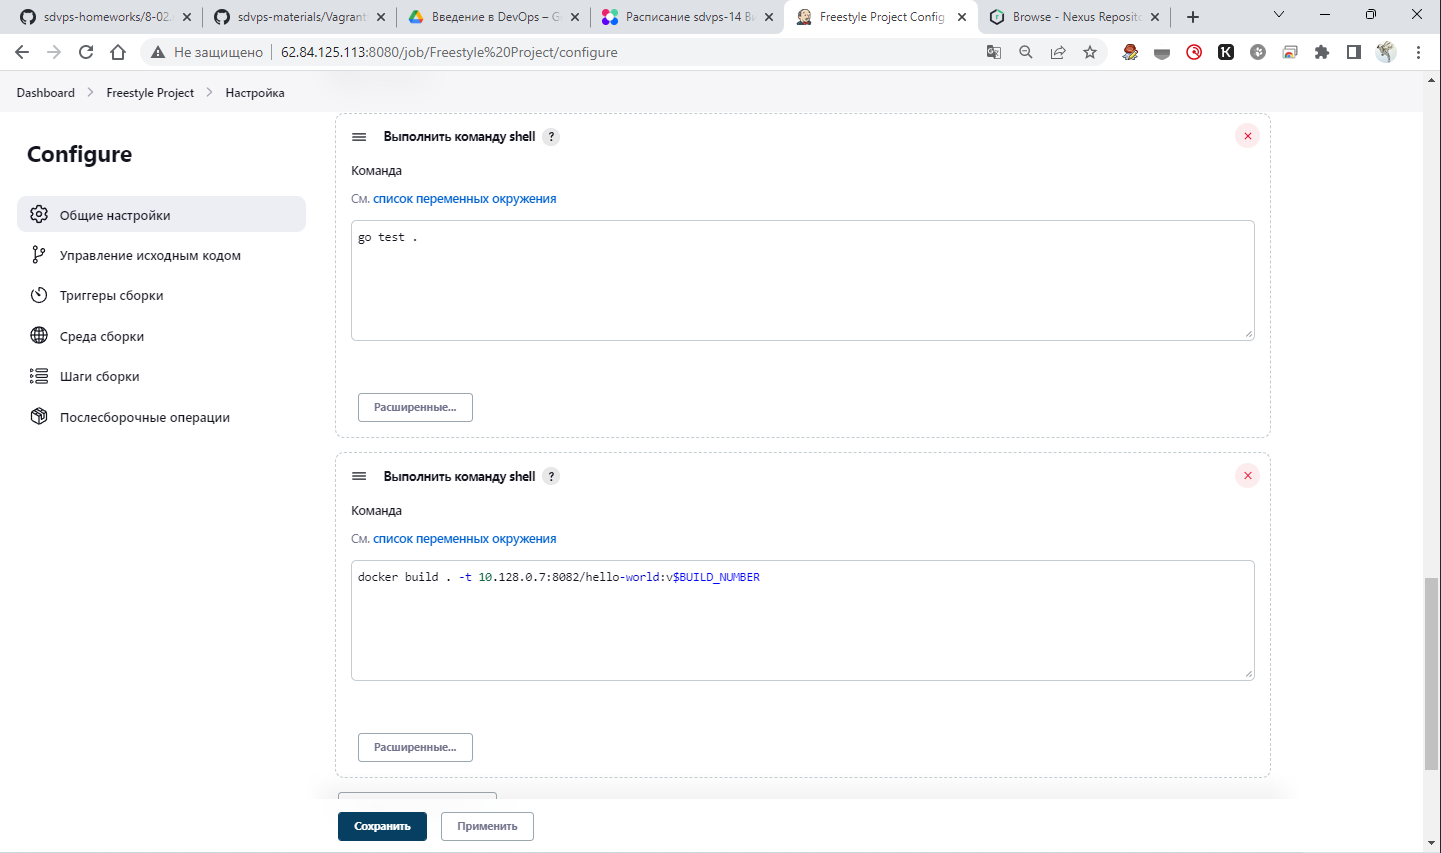 sdvps-homeworks/8-02.
sdvps-materials/Vagrant
Введение в DevOps – G
Расписание sdvps-14 В
Freestyle Project Config
Browse - Nexus Reposito
Не защищено
62.84.125.113:8080/job/Freestyle%20Project/configure
Dashboard
Freestyle Project
Настройка
Configure
Общие настройки
Управление исходным кодом
Триггеры сборки
Среда сборки
Шаги сборки
Послесборочные операции
Выполнить команду shell ?
Команда
См. список переменных окружения
go test .
Расширенные...
Выполнить команду shell ?
Команда
См. список переменных окружения
docker build . -t 10.128.0.7:8082/hello-world:v$BUILD_NUMBER
Расширенные...
Сохранить
Применить